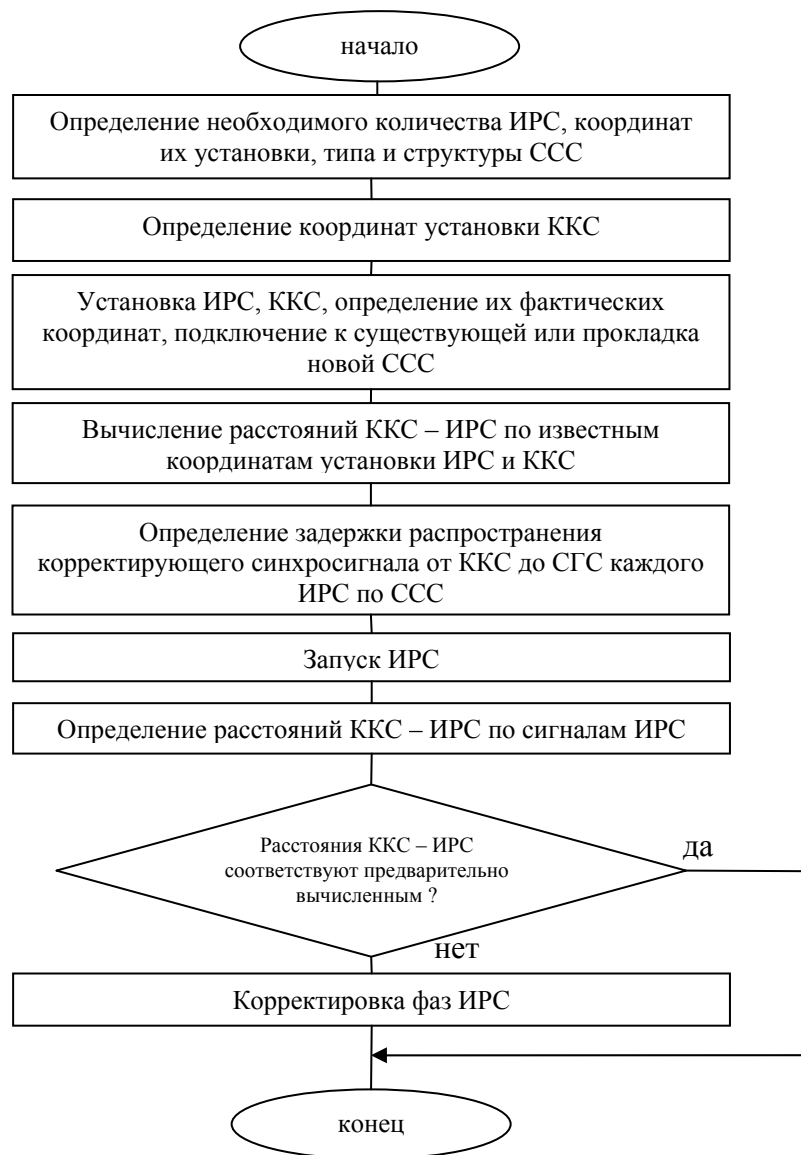 начало
Определение необходимого количества ИРС, координат
их установки, типа и структуры ССС
Определение координат установки ККС
Установка ИРС, ККС, определение их фактических
координат, подключение к существующей или прокладка
новой ССС
Вычисление расстояний ККС – ИРС по известным
координатам установки ИРС и ККС
Определение задержки распространения
корректирующего синхросигнала от ККС до СГС каждого
ИРС по ССС
Запуск ИРС
Определение расстояний ККС – ИРС по сигналам ИРС
Расстояния ККС – ИРС
соответствуют предварительно
вычисленным ?
да
нет
Корректировка фаз ИРС
конец